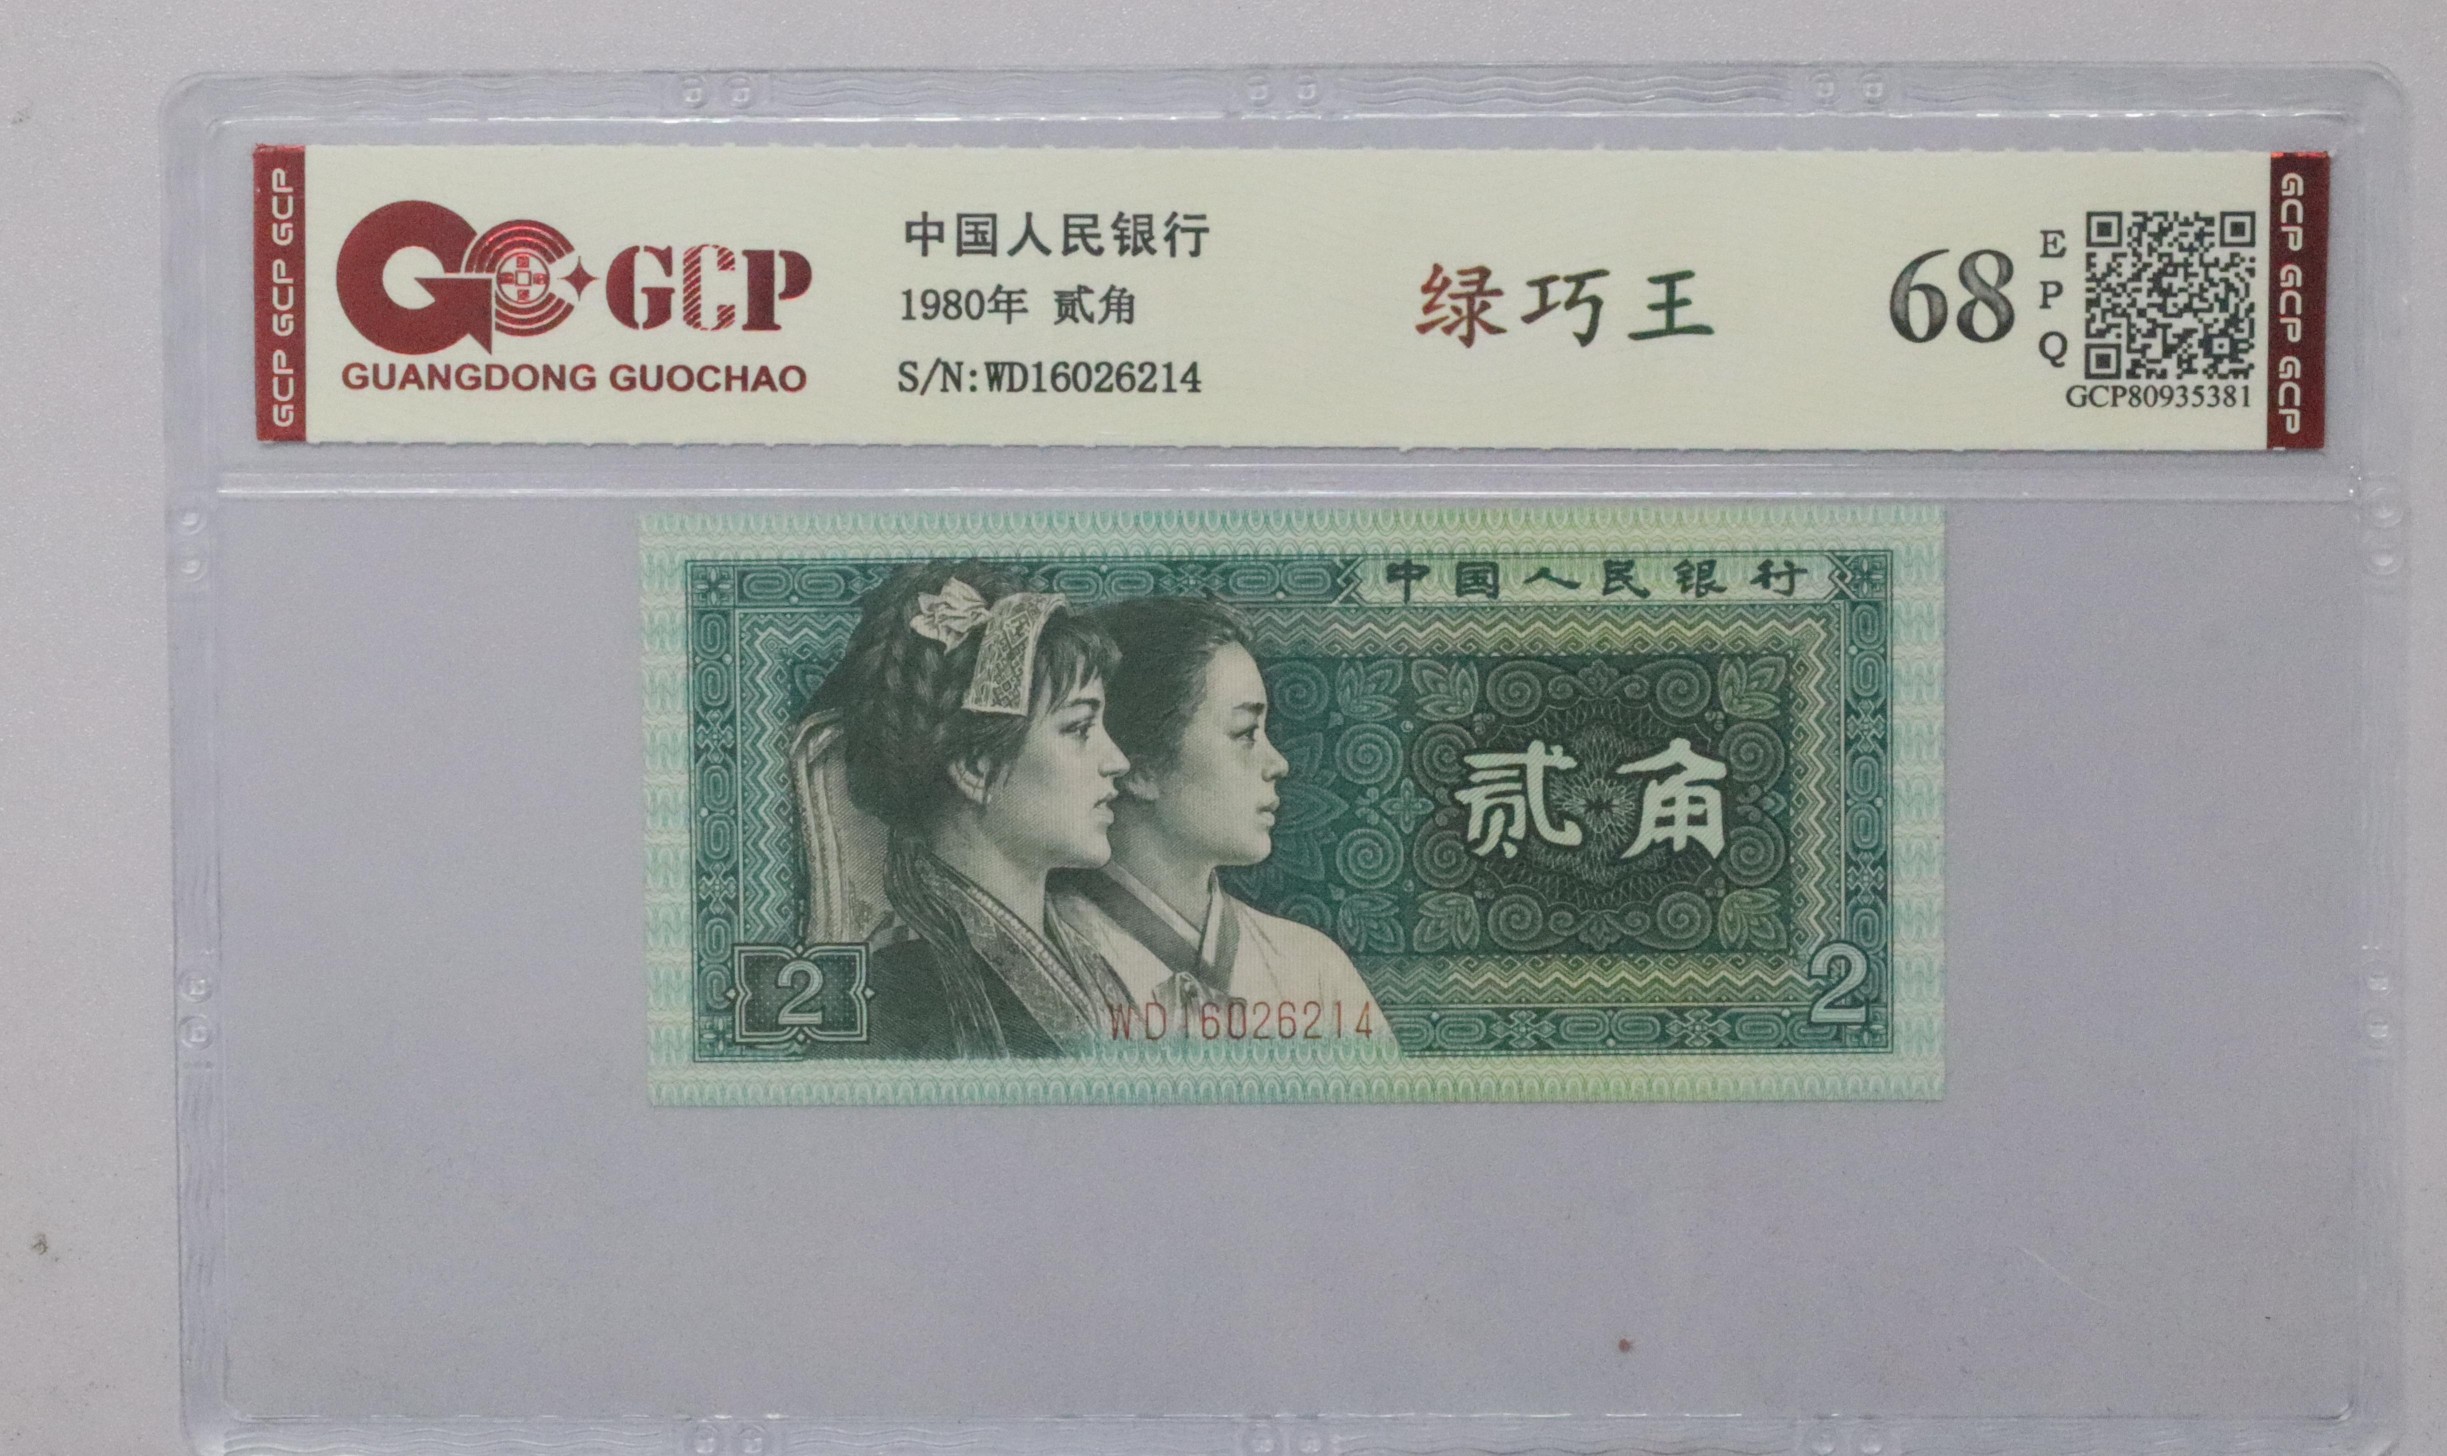 GCP GCP GCP
GCP
GUANGDONG GUOCHAO
中国人民银行
1980年 贰角
S/N:WD16026214
绿巧王
68
EPQ
GCP80935381
GCP GCP GCP
中国人民银行
贰角
2
2
WD16026214